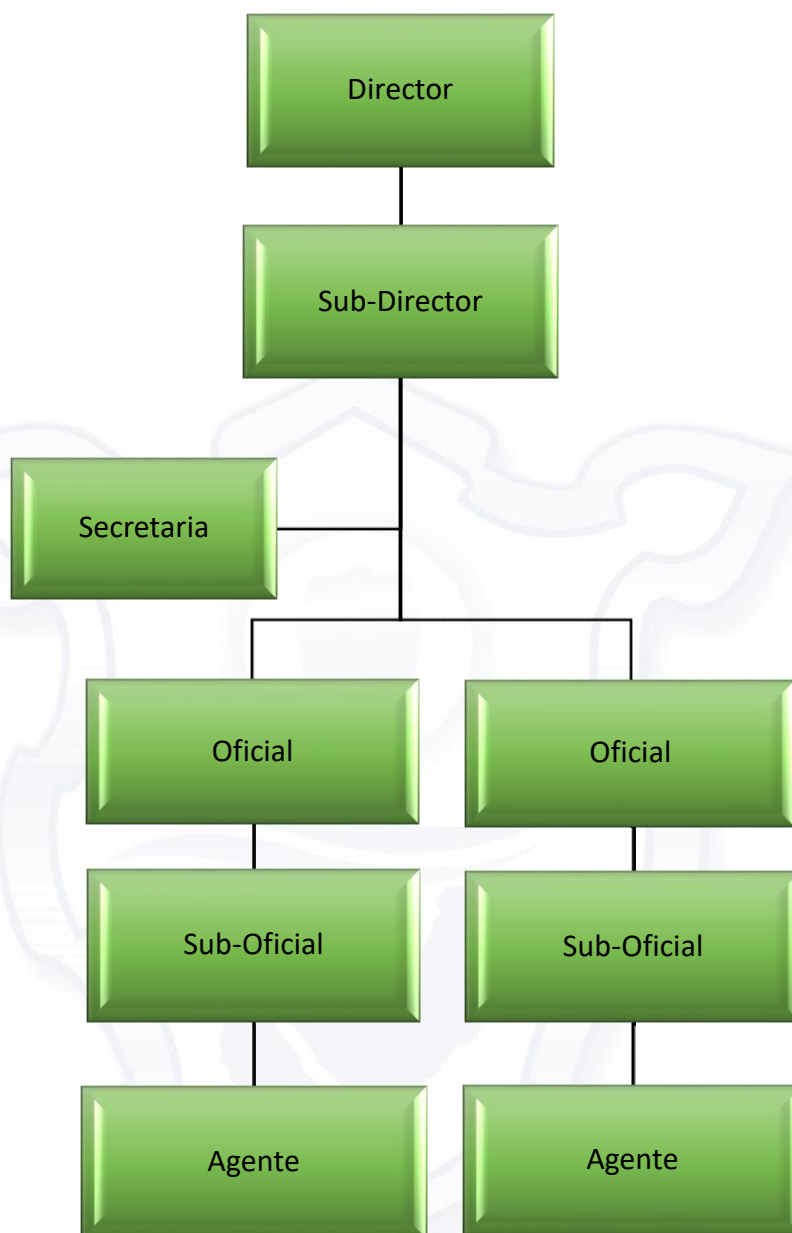 Director
Sub-Director
Secretaria
Oficial
Oficial
Sub-Oficial
Sub-Oficial
Agente
Agente